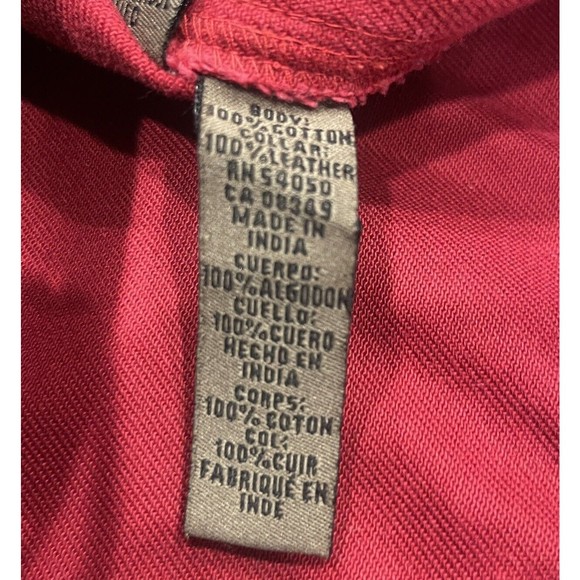 BODY:
100% COTTON
COLLAR:
100% LEATHER
RN 54050
CA 08349
MADE IN
INDIA
CUERPO:
100% ALGODON
CUELLO:
100% CUERO
HECHO EN
INDIA
CORPS:
100% COTON
COL:
100% CUIR
FABRIQUÉ EN
INDE